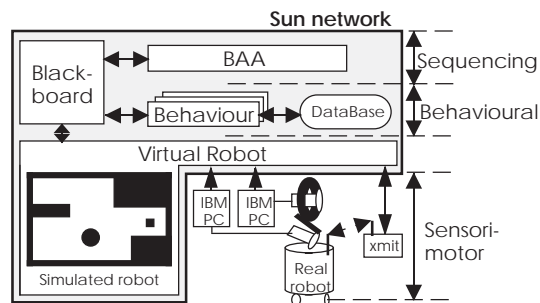 Sun network
Black-
board
BAA
Sequencing
Behaviour
DataBase
Behavioural
Virtual Robot
IBM
PC
IBM
PC
xmit
Sensori-
motor
Simulated robot
Real
robot